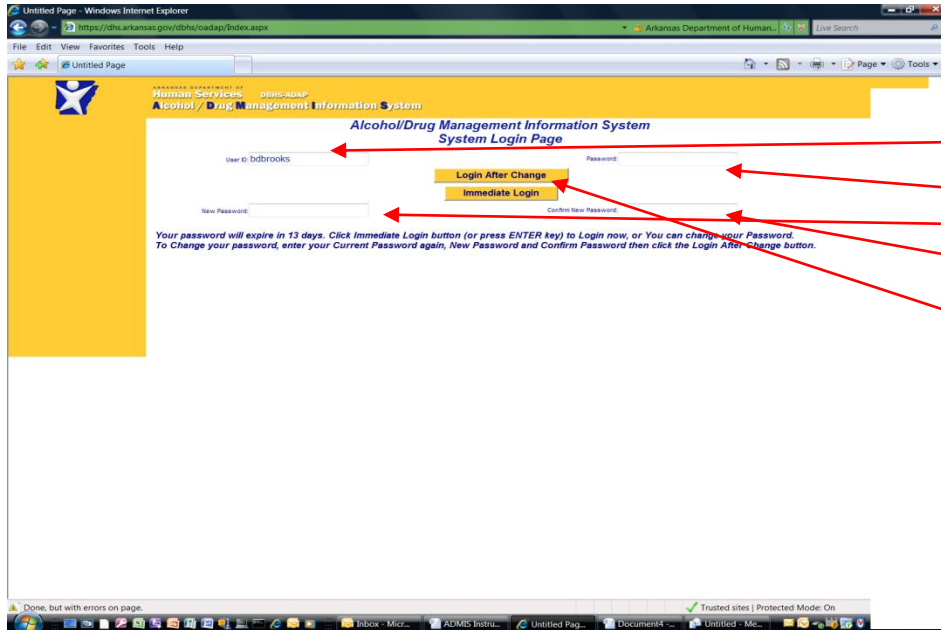 Untitled Page - Windows Internet Explorer
https://dhs.arkansas.gov/dbhs/oadap/Index.aspx
Arkansas Department of Human...
Live Search
File Edit View Favorites Tools Help
Untitled Page
Page Tools
ARKANSAS DEPARTMENT OF
Human Services DBHS-ADAP
Alcohol / Drug Management Information System
Alcohol/Drug Management Information System
System Login Page
User ID: bdbrooks Password:
Login After Change
Immediate Login
New Password: Confirm New Password:
Your password will expire in 13 days. Click Immediate Login button (or press ENTER key) to Login now, or You can change your Password.
To Change your password, enter your Current Password again, New Password and Confirm Password then click the Login After Change button.
Done, but with errors on page.
Trusted sites | Protected Mode: On
Inbox - Micr... ADMIS Instru... Untitled Pag... Document4 -... Untitled - Me...